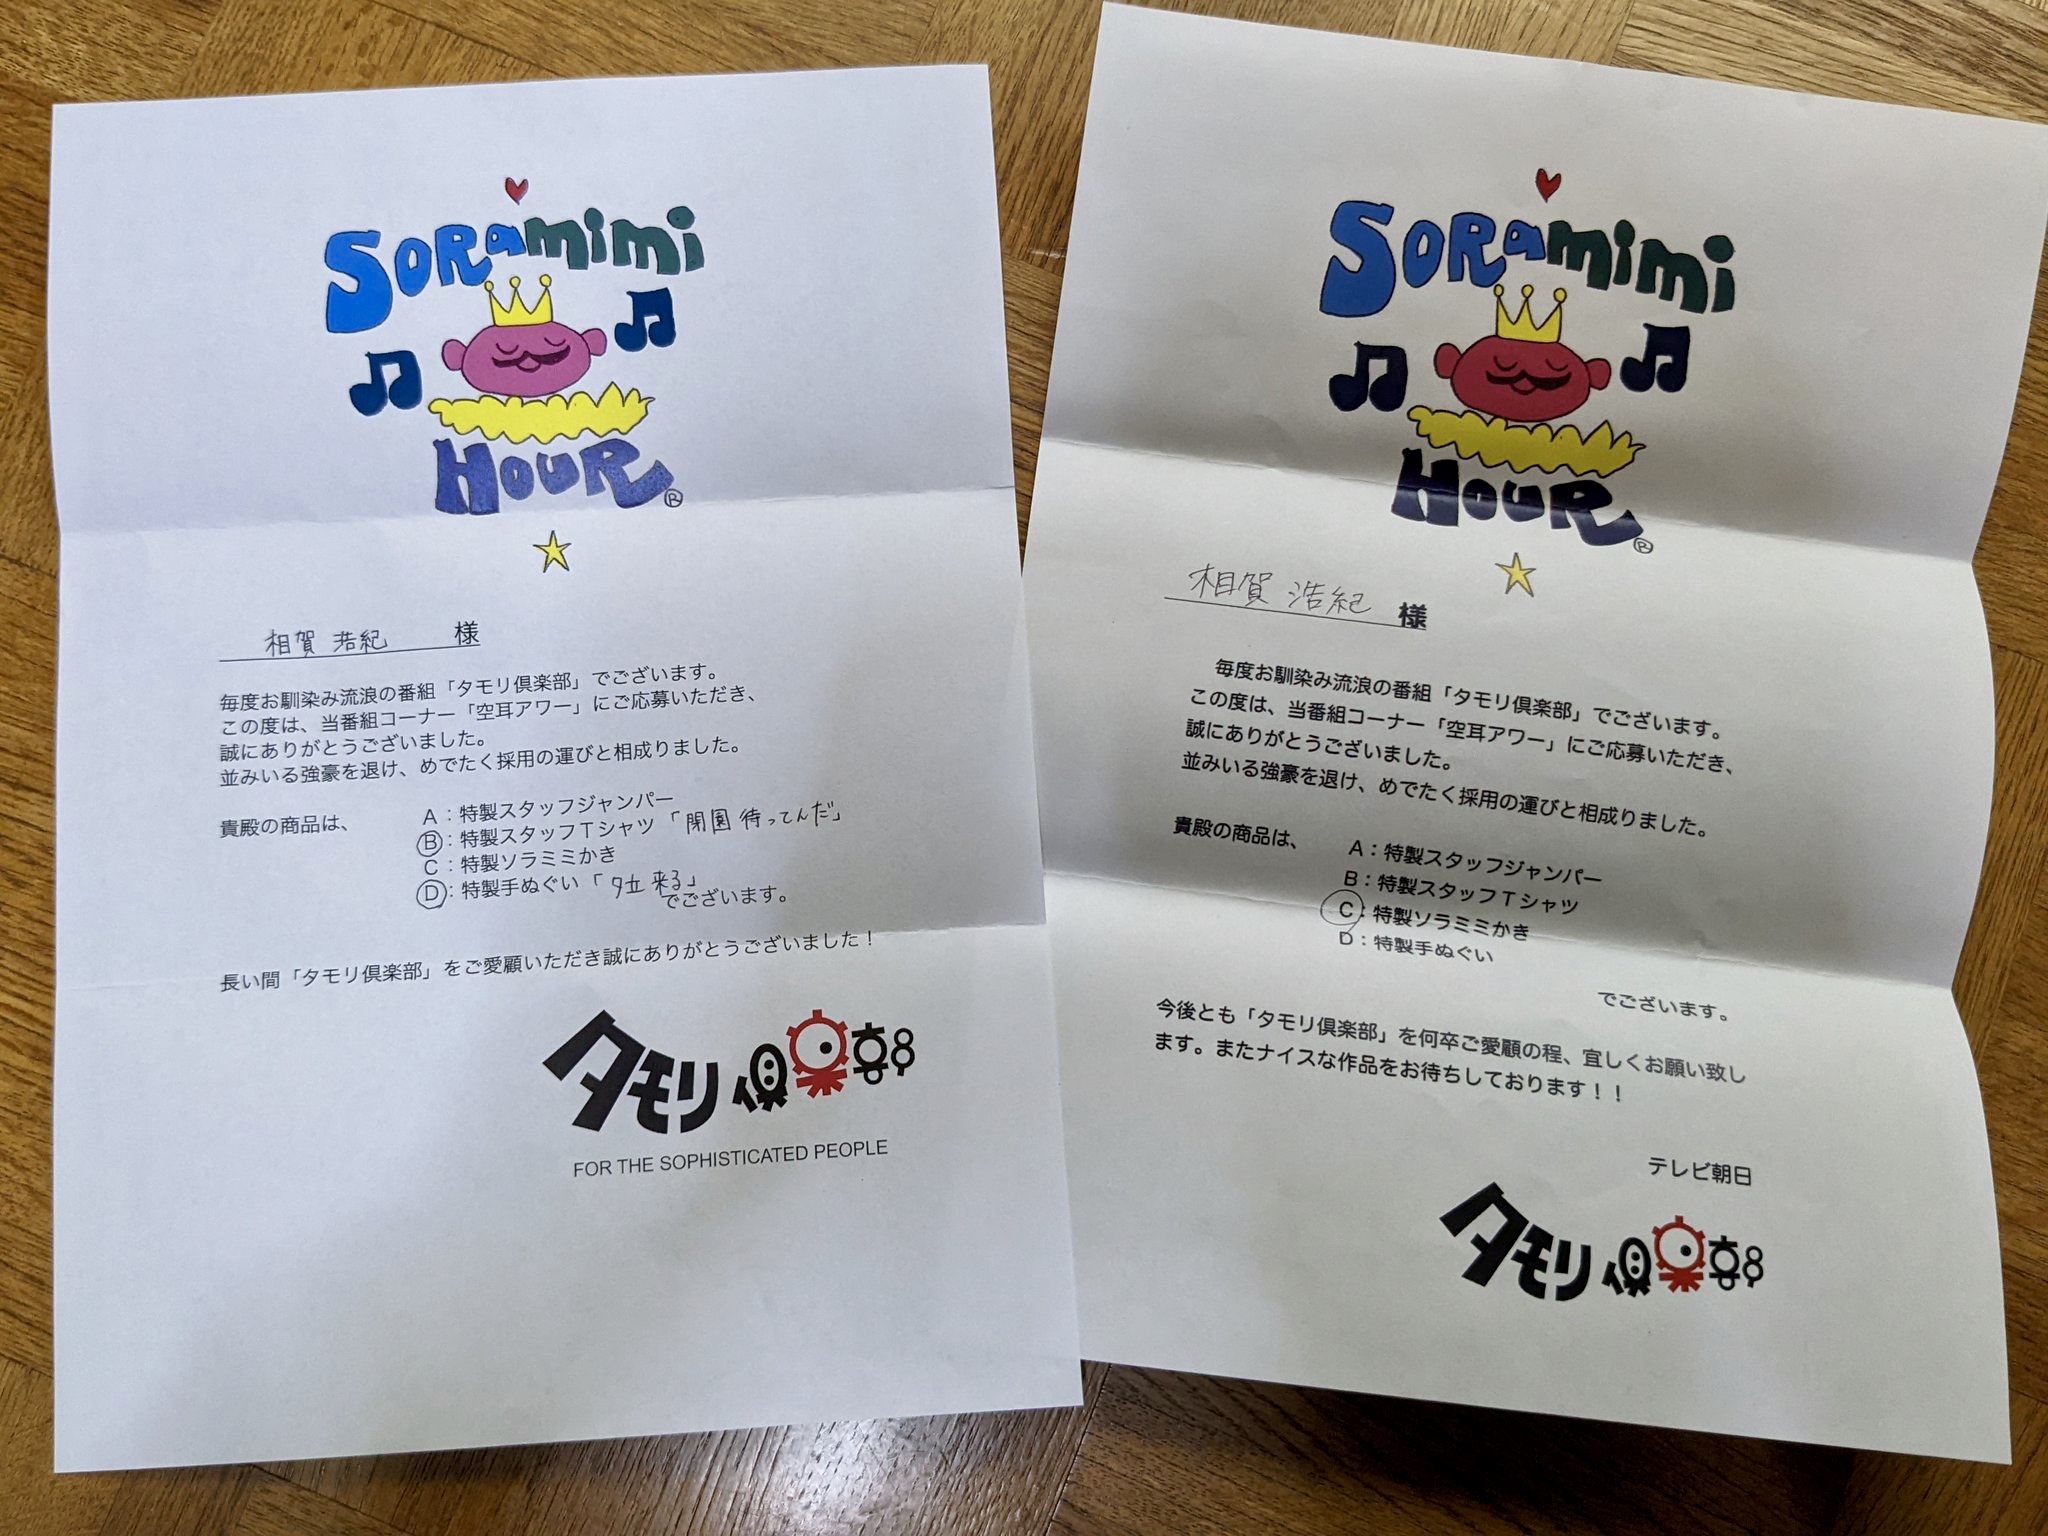 SORamimi
HOUR®
相賀 浩紀 様
毎度お馴染み流浪の番組「タモリ倶楽部」でございます。
この度は、当番組コーナー「空耳アワー」にご応募いただき、
誠にありがとうございました。
並みいる強豪を退け、めでたく採用の運びと相成りました。
貴殿の商品は、 A：特製スタッフジャンパー
B：特製スタッフTシャツ「閉園待ってんだ」
C：特製ソラミミかき
D：特製手ぬぐい「夕立来る」
でございます。
長い間「タモリ倶楽部」をご愛顧いただき誠にありがとうございました！
タモリ倶楽部
FOR THE SOPHISTICATED PEOPLE
SORamimi
HOUR®
相賀 浩紀 様
毎度お馴染み流浪の番組「タモリ倶楽部」でございます。
この度は、当番組コーナー「空耳アワー」にご応募いただき、
誠にありがとうございました。
並みいる強豪を退け、めでたく採用の運びと相成りました。
貴殿の商品は、 A：特製スタッフジャンパー
B：特製スタッフTシャツ
C：特製ソラミミかき
D：特製手ぬぐい
でございます。
今後とも「タモリ倶楽部」を何卒ご愛顧の程、宜しくお願い致し
ます。またナイスな作品をお待ちしております！！
テレビ朝日
タモリ倶楽部